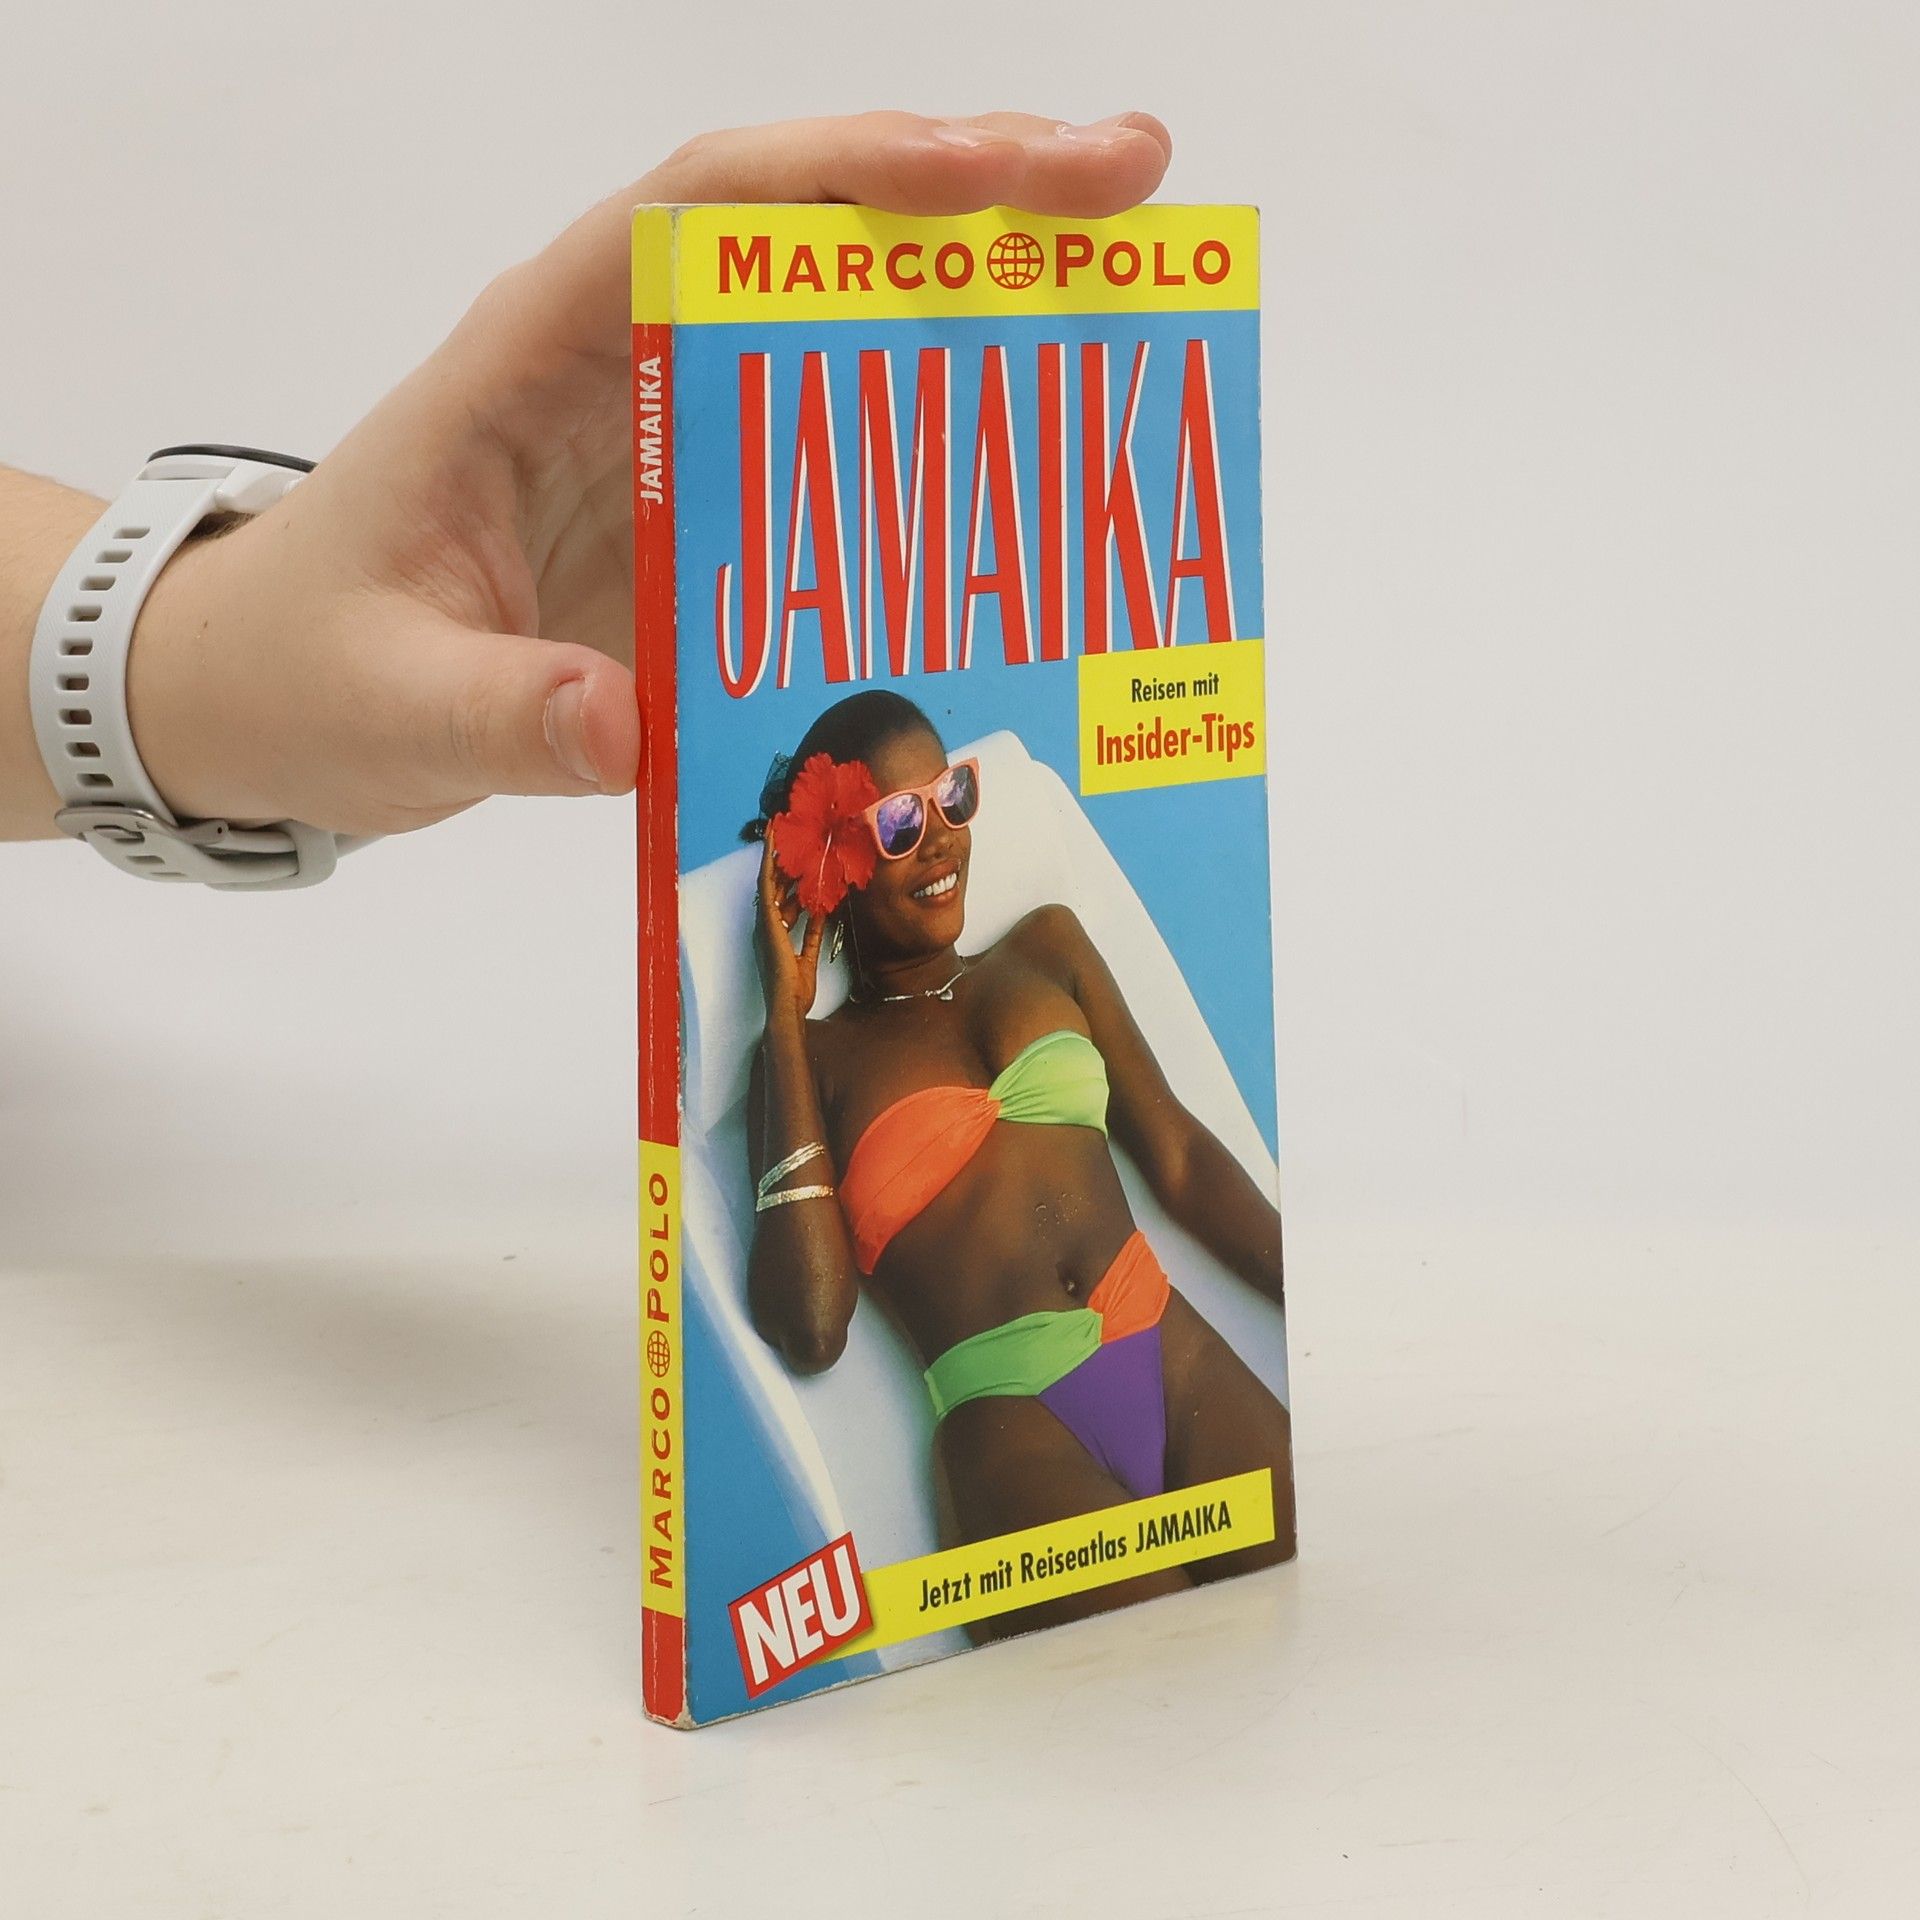 MARCO POLO
JAMAIKA
Reisen mit
Insider-Tips
NEU
Jetzt mit Reiseatlas JAMAIKA
JAMAIKA
MARCO POLO